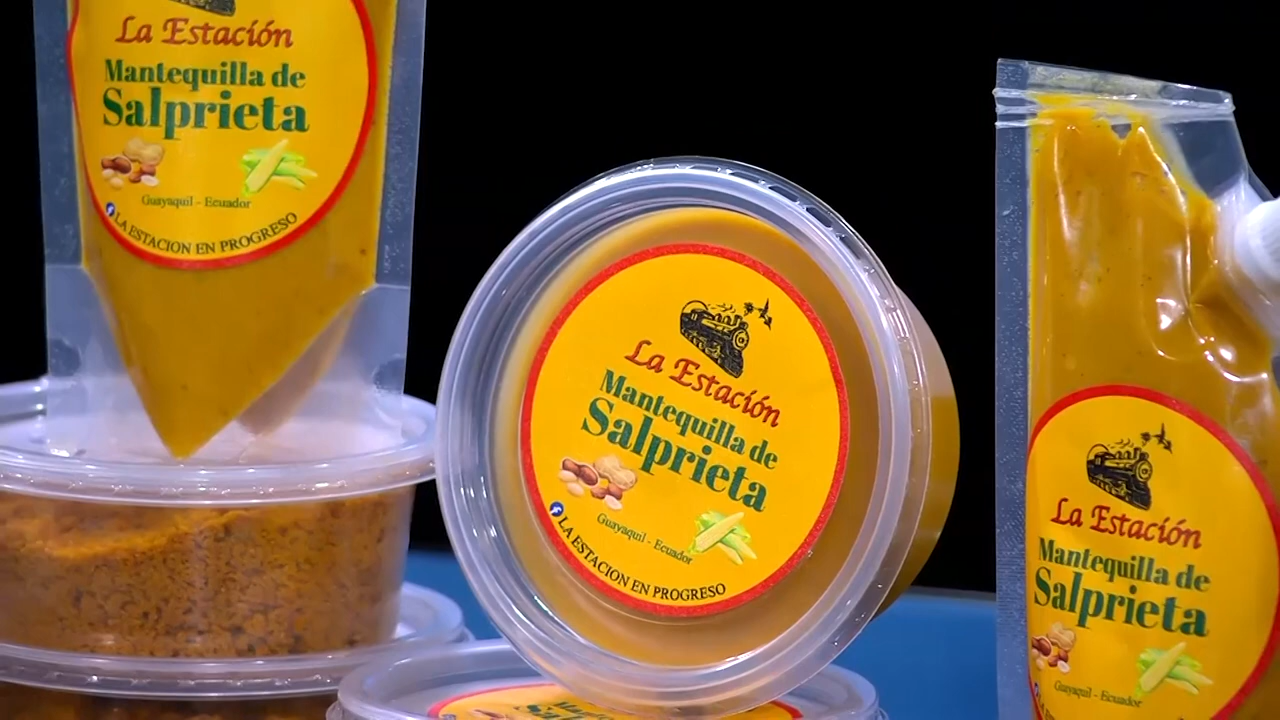 La Estación
Mantequilla de
Salprieta
Guayaquil - Ecuador
LA ESTACION EN PROGRESO
La Estación
Mantequilla de
Salprieta
Guayaquil - Ecuador
LA ESTACION EN PROGRESO
La Estación
Mantequilla de
Salprieta
Guayaquil - Ecuador